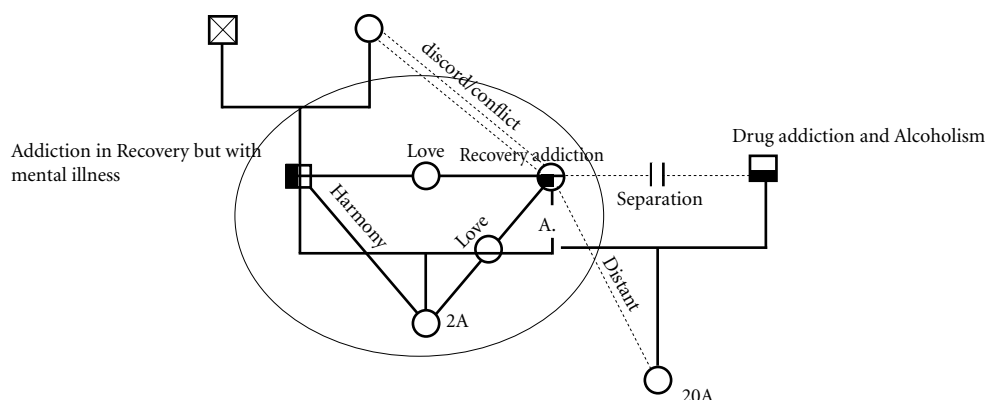 discord/conflict
Drug addiction and Alcoholism
Addiction in Recovery but with
mental illness
Love
Recovery addiction
Separation
Harmony
Love
A.
Distant
2A
20A